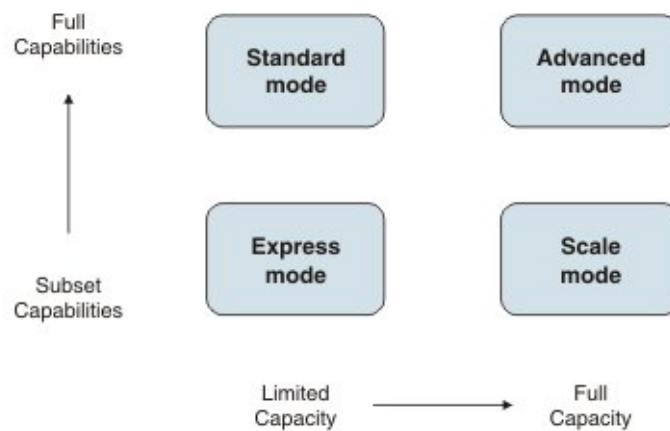 Full
Capabilities
Standard
mode
Advanced
mode
Express
mode
Scale
mode
Subset
Capabilities
Limited
Capacity
Full
Capacity